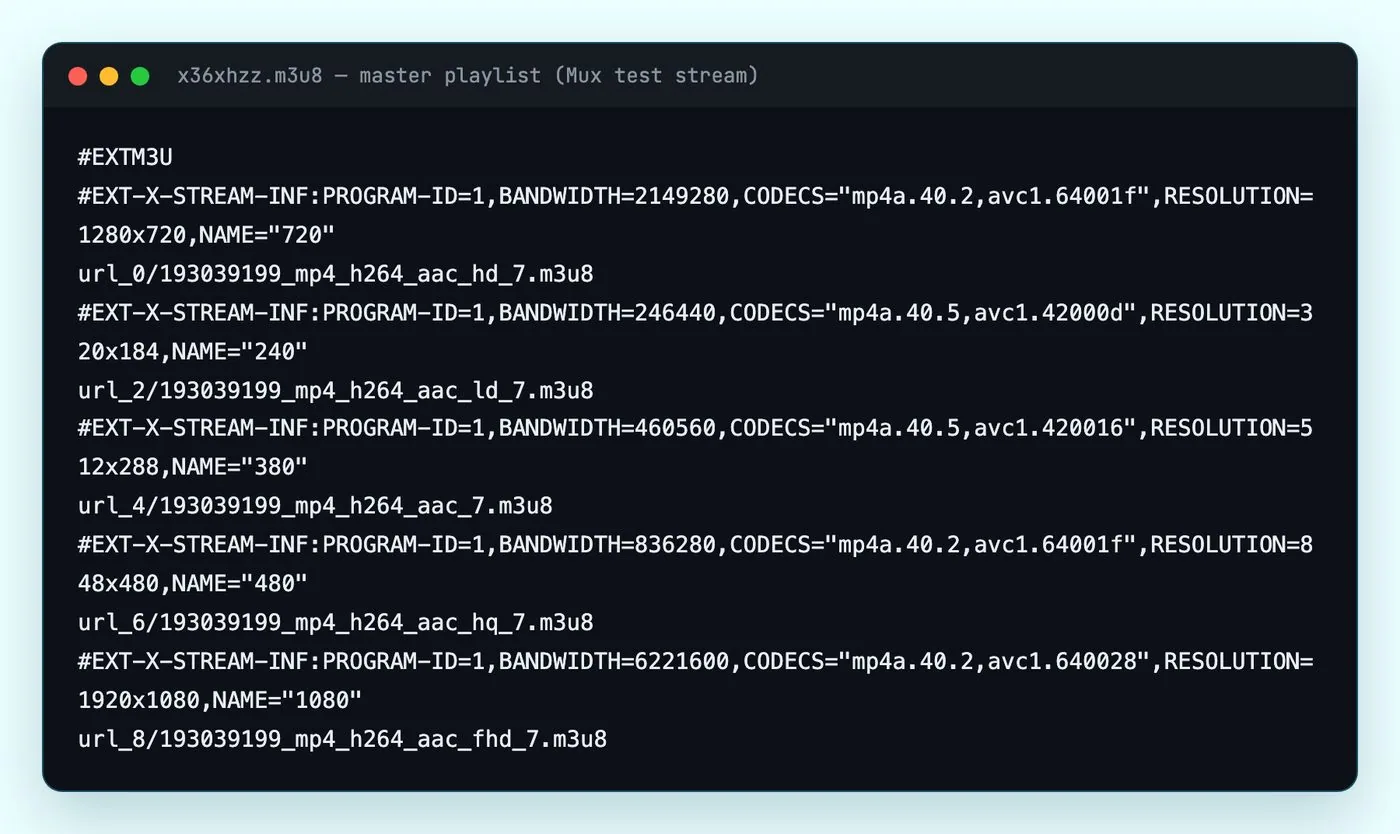 x36xhzz.m3u8 — master playlist (Mux test stream)
#EXTM3U
#EXT-X-STREAM-INF:PROGRAM-ID=1,BANDWIDTH=2149280,CODECS="mp4a.40.2,avc1.64001f",RESOLUTION=
1280x720,NAME="720"
url_0/193039199_mp4_h264_aac_hd_7.m3u8
#EXT-X-STREAM-INF:PROGRAM-ID=1,BANDWIDTH=246440,CODECS="mp4a.40.5,avc1.42000d",RESOLUTION=3
20x184,NAME="240"
url_2/193039199_mp4_h264_aac_ld_7.m3u8
#EXT-X-STREAM-INF:PROGRAM-ID=1,BANDWIDTH=460560,CODECS="mp4a.40.5,avc1.420016",RESOLUTION=5
12x288,NAME="380"
url_4/193039199_mp4_h264_aac_7.m3u8
#EXT-X-STREAM-INF:PROGRAM-ID=1,BANDWIDTH=836280,CODECS="mp4a.40.2,avc1.64001f",RESOLUTION=8
48x480,NAME="480"
url_6/193039199_mp4_h264_aac_hq_7.m3u8
#EXT-X-STREAM-INF:PROGRAM-ID=1,BANDWIDTH=6221600,CODECS="mp4a.40.2,avc1.640028",RESOLUTION=
1920x1080,NAME="1080"
url_8/193039199_mp4_h264_aac_fhd_7.m3u8